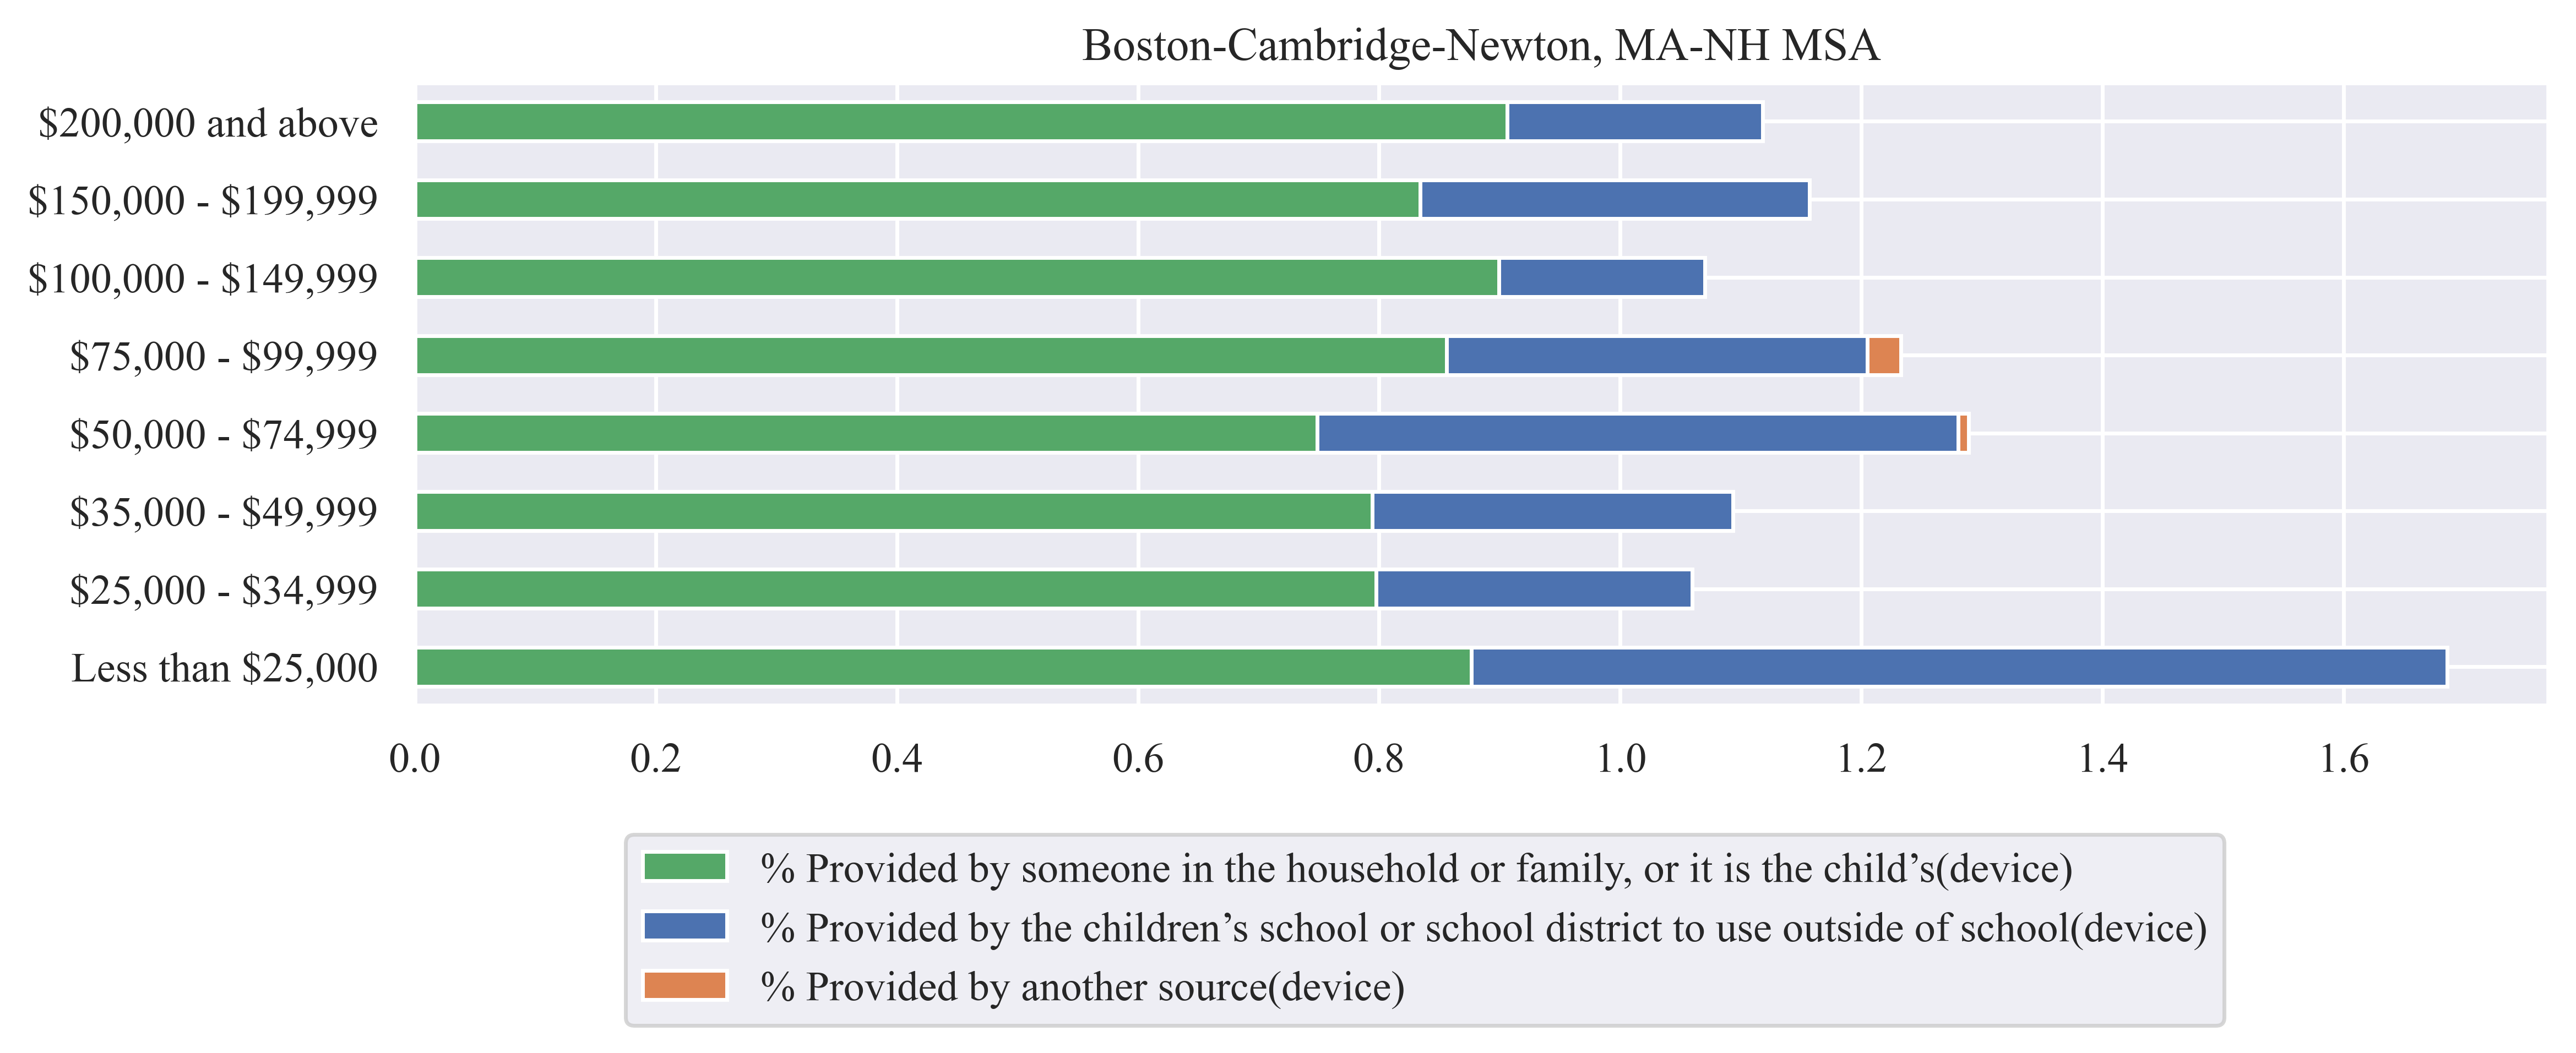 Boston-Cambridge-Newton, MA-NH MSA
$200,000 and above
$150,000 - $199,999
$100,000 - $149,999
$75,000 - $99,999
$50,000 - $74,999
$35,000 - $49,999
$25,000 - $34,999
Less than $25,000
0.0 0.2 0.4 0.6 0.8 1.0 1.2 1.4 1.6
% Provided by someone in the household or family, or it is the child’s(device)
% Provided by the children’s school or school district to use outside of school(device)
% Provided by another source(device)